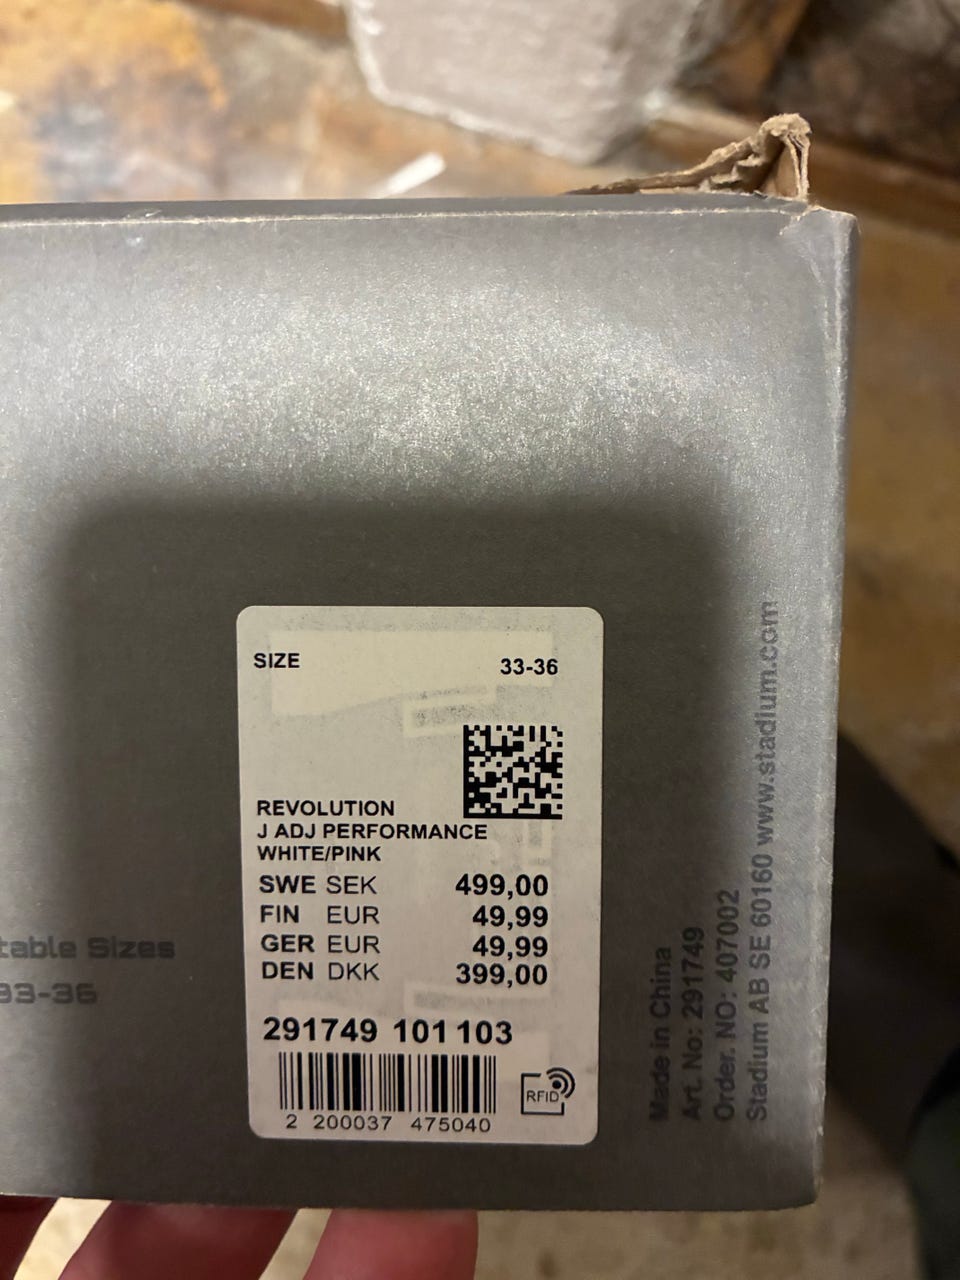 SIZE 33-36
REVOLUTION
J ADJ PERFORMANCE
WHITE/PINK
SWE SEK 499,00
FIN EUR 49,99
GER EUR 49,99
DEN DKK 399,00
291749 101 103
RFID
2 200037 475040
table Sizes
33-36
Made in China
Art. No: 291749
Order. NO: 407002
Stadium AB SE 60160 www.stadium.com